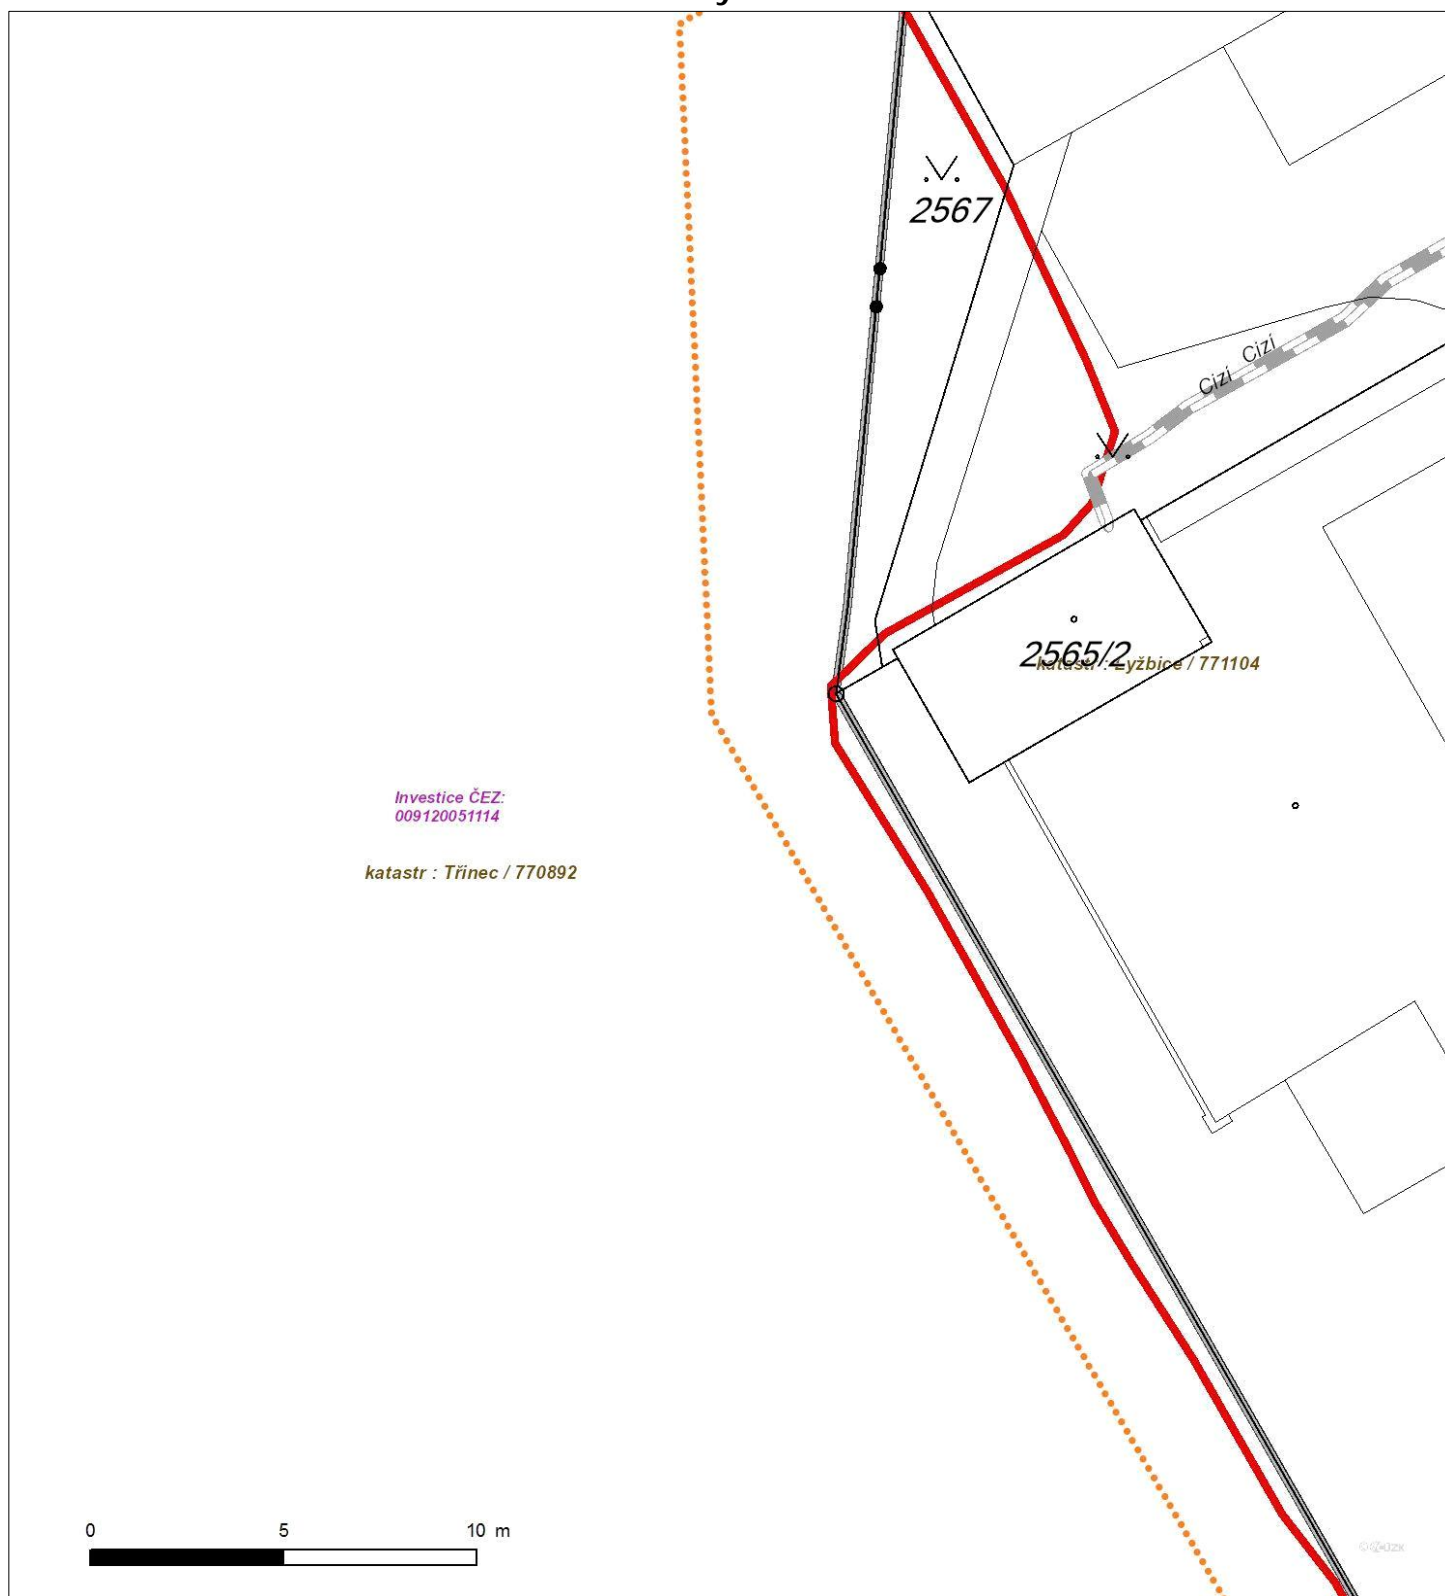 2567
Cizí
Cizí
2565/2
katastr : Lyžbice / 771104
Investice ČEZ:
009120051114
katastr : Třinec / 770892
0 5 10 m